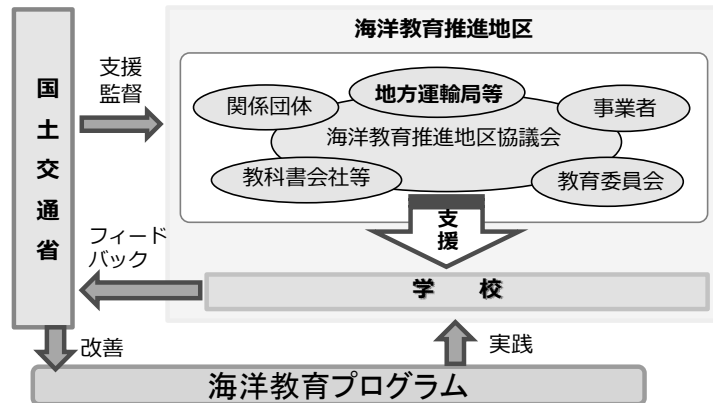 海洋教育推進地区
国土交通省
支援
監督
関係団体
地方運輸局等
事業者
海洋教育推進地区協議会
教科書会社等
教育委員会
支援
フィード
バック
学　校
改善
実践
海洋教育プログラム